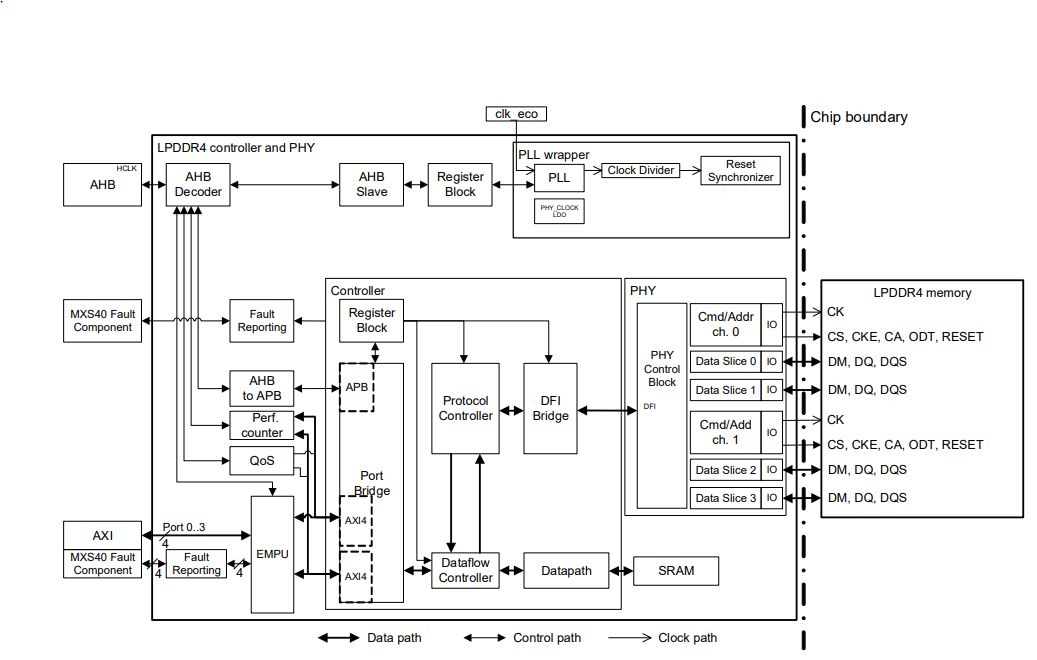 clk_eco
Chip boundary
LPDDR4 controller and PHY
PLL wrapper
HCLK
AHB
AHB
Decoder
AHB
Slave
Register
Block
PLL
Clock Divider
Reset
Synchronizer
PHY_CLOCK
LDO
Controller
PHY
LPDDR4 memory
MXS40 Fault
Component
Fault
Reporting
Register
Block
Cmd/Addr
ch. 0
IO
CK
CS, CKE, CA, ODT, RESET
PHY
Control
Block
DFI
Data Slice 0
IO
DM, DQ, DQS
Data Slice 1
IO
DM, DQ, DQS
AHB
to APB
APB
Protocol
Controller
DFI
Bridge
Cmd/Add
ch. 1
IO
CK
CS, CKE, CA, ODT, RESET
Perf.
counter
QoS
Data Slice 2
IO
DM, DQ, DQS
Port
Bridge
Data Slice 3
IO
DM, DQ, DQS
AXI
Port 0..3
4
AXI4
EMPU
MXS40 Fault
Component
4
Fault
Reporting
4
AXI4
Dataflow
Controller
Datapath
SRAM
Data path
Control path
Clock path